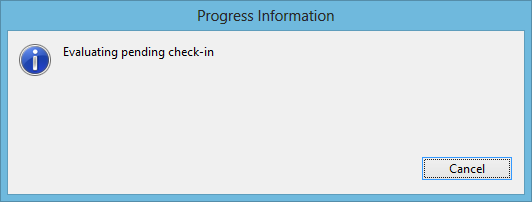 Progress Information
Evaluating pending check-in
Cancel